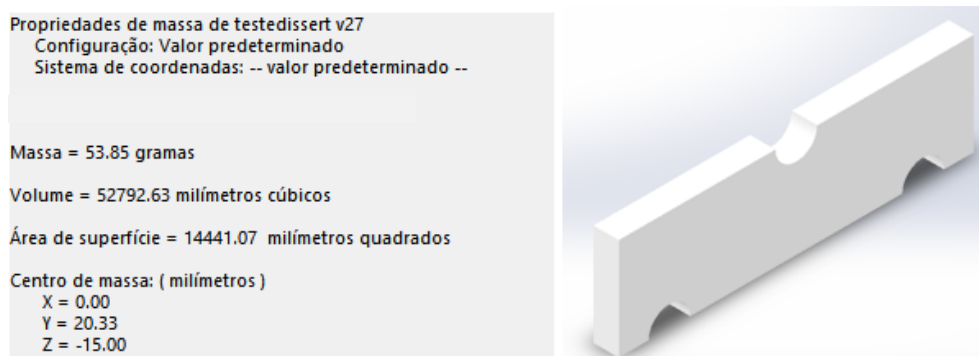 Propriedades de massa de testedissert v27
Configuração: Valor predeterminado
Sistema de coordenadas: -- valor predeterminado --
Massa = 53.85 gramas
Volume = 52792.63 milímetros cúbicos
Área de superfície = 14441.07 milímetros quadrados
Centro de massa: ( milímetros )
X = 0.00
Y = 20.33
Z = -15.00